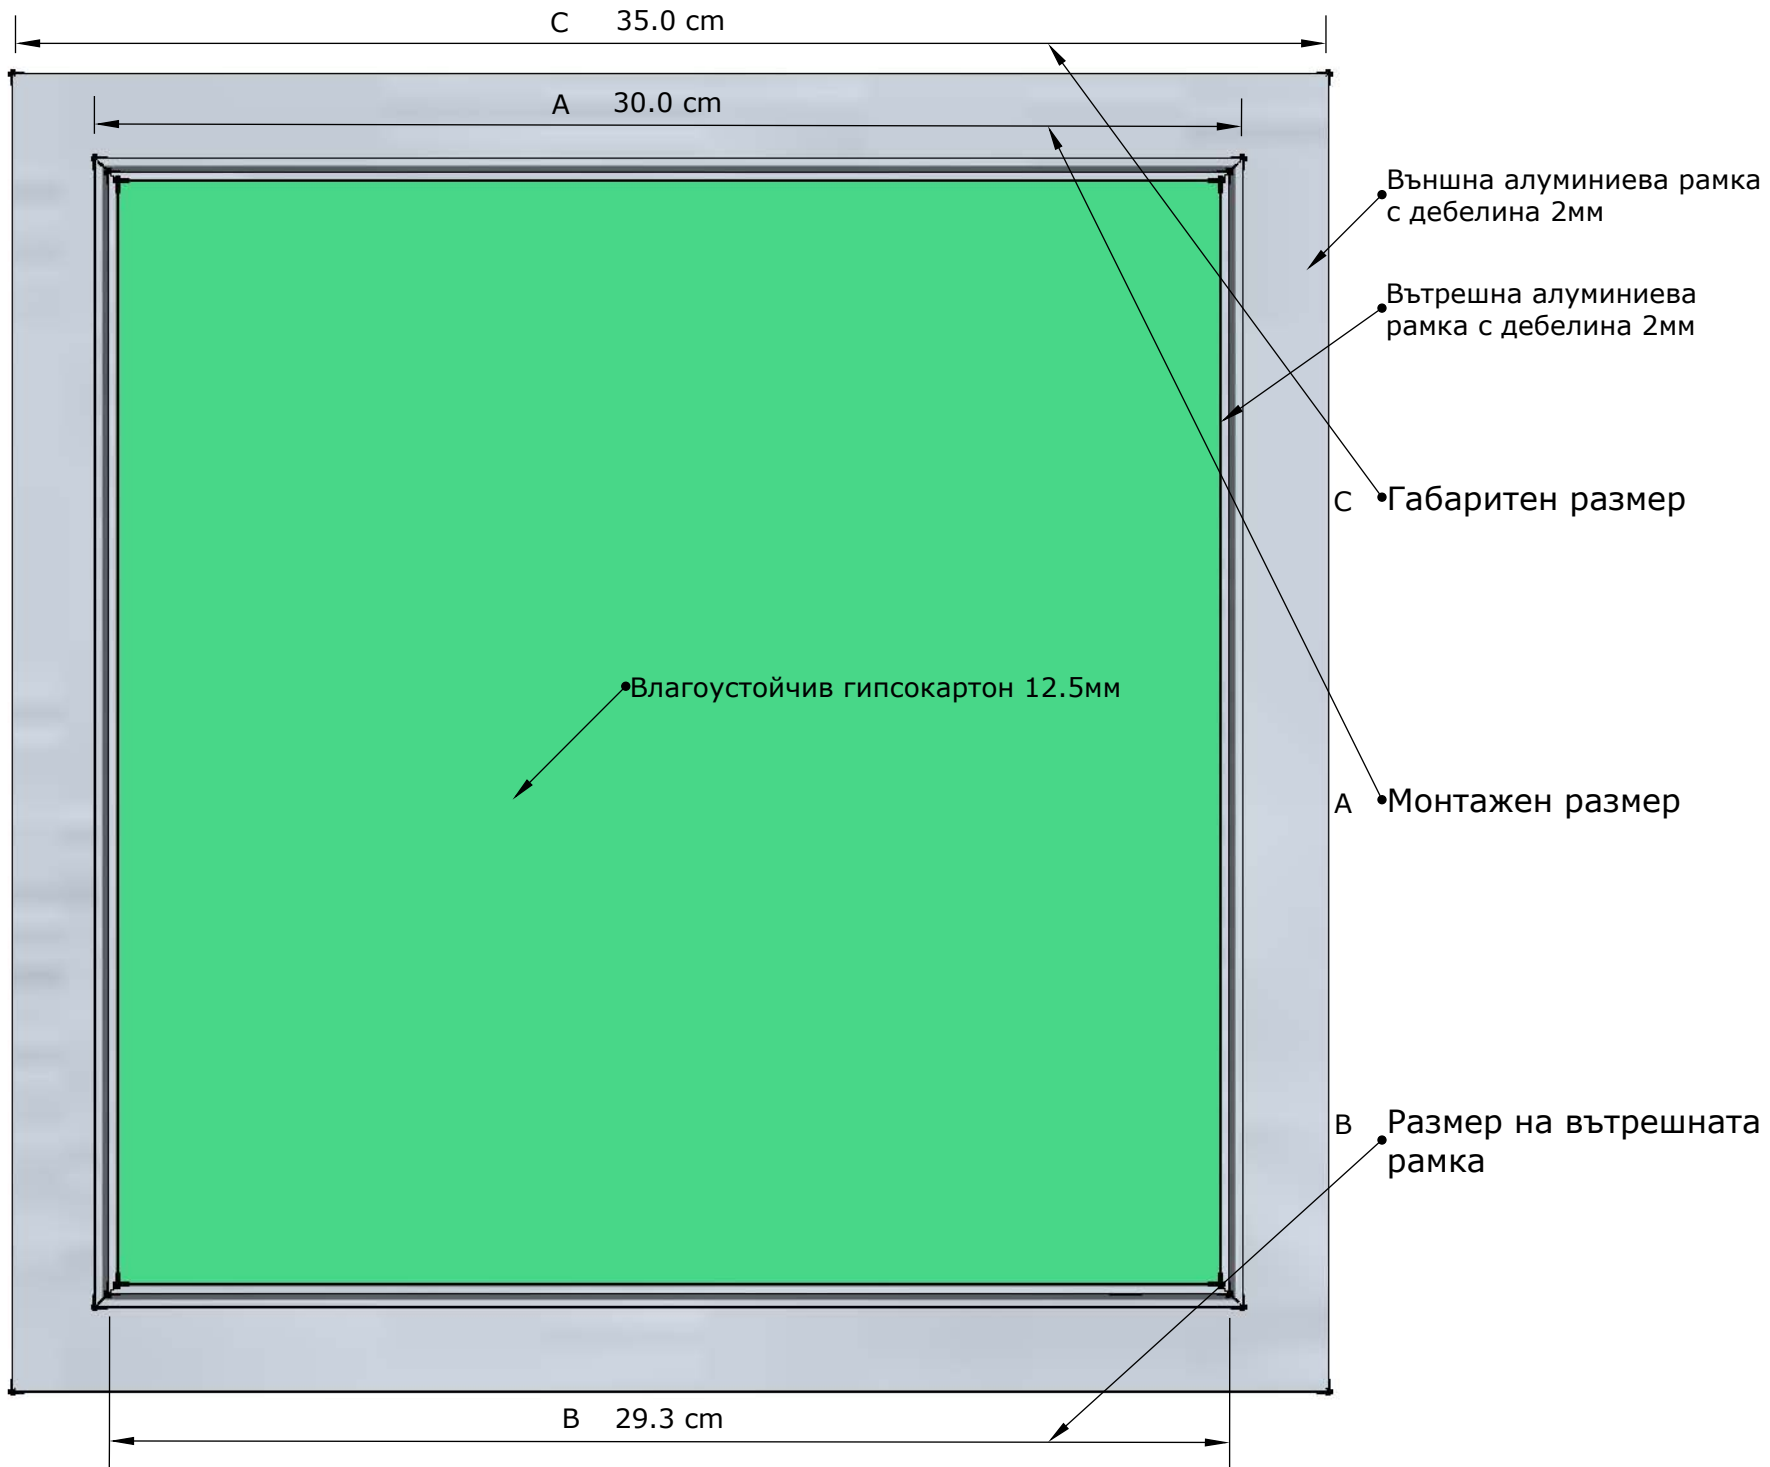 C 35.0 cm
A 30.0 cm
Външна алуминиева рамка
с дебелина 2мм
Вътрешна алуминиева
рамка с дебелина 2мм
C Габаритен размер
Влагоустойчив гипсокартон 12.5мм
A Монтажен размер
B Размер на вътрешната
рамка
B 29.3 cm